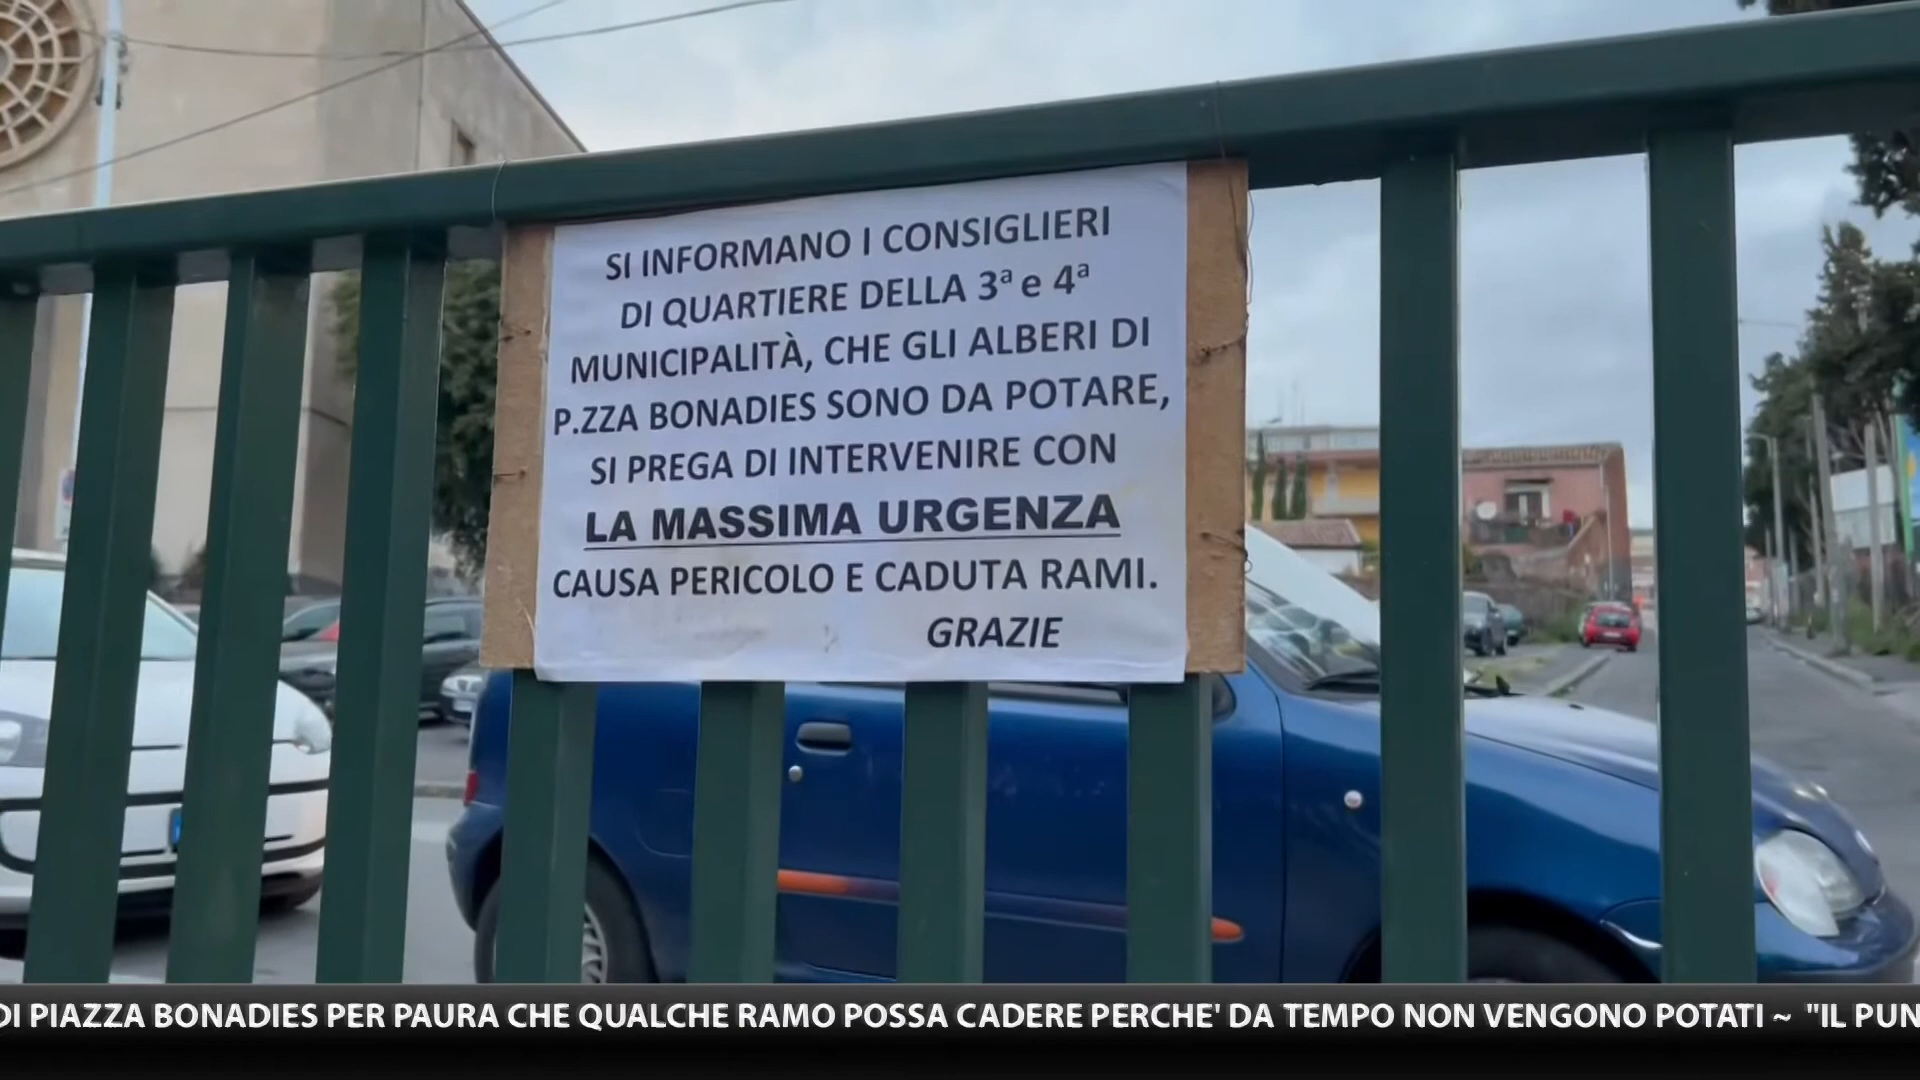 SI INFORMANO I CONSIGLIERI
DI QUARTIERE DELLA 3ª e 4ª
MUNICIPALITÀ, CHE GLI ALBERI DI
P.ZZA BONADIES SONO DA POTARE,
SI PREGA DI INTERVENIRE CON
LA MASSIMA URGENZA
CAUSA PERICOLO E CADUTA RAMI.
GRAZIE
DI PIAZZA BONADIES PER PAURA CHE QUALCHE RAMO POSSA CADERE PERCHE' DA TEMPO NON VENGONO POTATI ~ "IL PUN